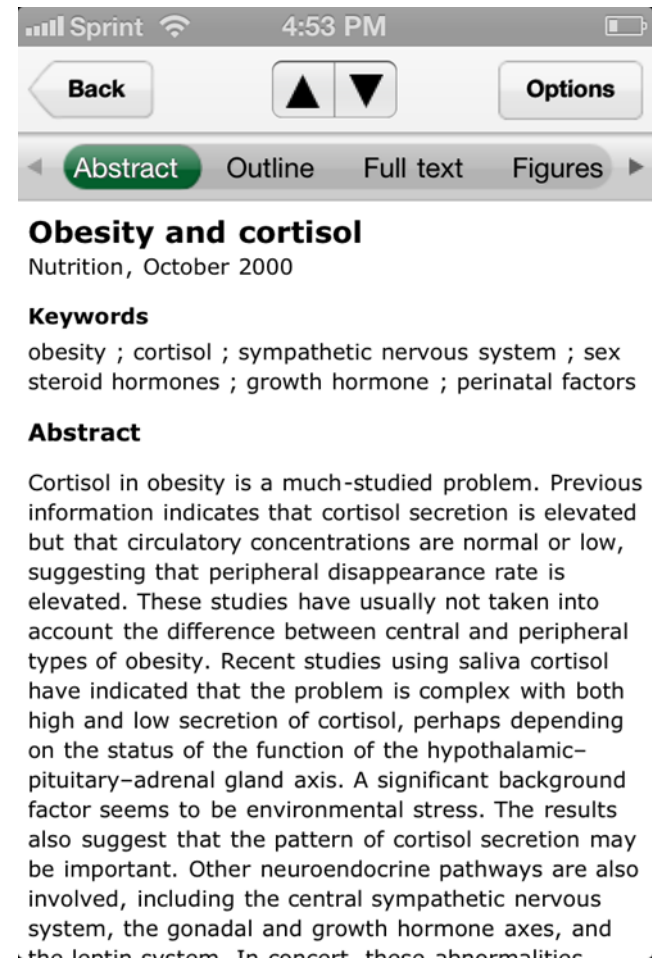 Sprint 4:53 PM
Back Options
Abstract Outline Full text Figures
Obesity and cortisol
Nutrition, October 2000
Keywords
obesity ; cortisol ; sympathetic nervous system ; sex
steroid hormones ; growth hormone ; perinatal factors
Abstract
Cortisol in obesity is a much-studied problem. Previous
information indicates that cortisol secretion is elevated
but that circulatory concentrations are normal or low,
suggesting that peripheral disappearance rate is
elevated. These studies have usually not taken into
account the difference between central and peripheral
types of obesity. Recent studies using saliva cortisol
have indicated that the problem is complex with both
high and low secretion of cortisol, perhaps depending
on the status of the function of the hypothalamic–
pituitary–adrenal gland axis. A significant background
factor seems to be environmental stress. The results
also suggest that the pattern of cortisol secretion may
be important. Other neuroendocrine pathways are also
involved, including the central sympathetic nervous
system, the gonadal and growth hormone axes, and
the leptin system. In concert, these abnormalities